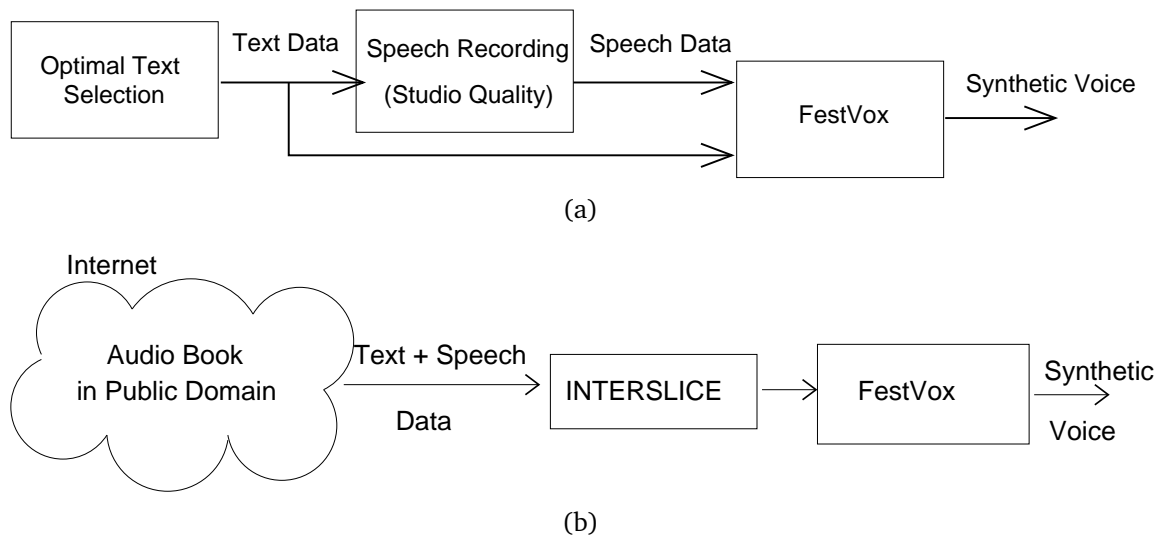 Optimal Text
Selection
Text Data
Speech Recording
(Studio Quality)
Speech Data
FestVox
Synthetic Voice
(a)
Internet
Audio Book
in Public Domain
Text + Speech
Data
INTERSLICE
FestVox
Synthetic
Voice
(b)